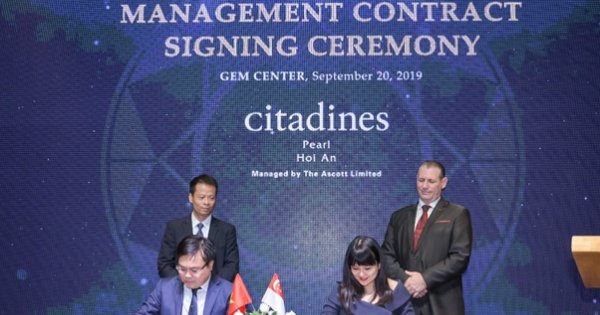 MANAGEMENT CONTRACT
SIGNING CEREMONY
GEM CENTER, September 20, 2019
citadines
Pearl
Hoi An
Managed by The Ascott Limited